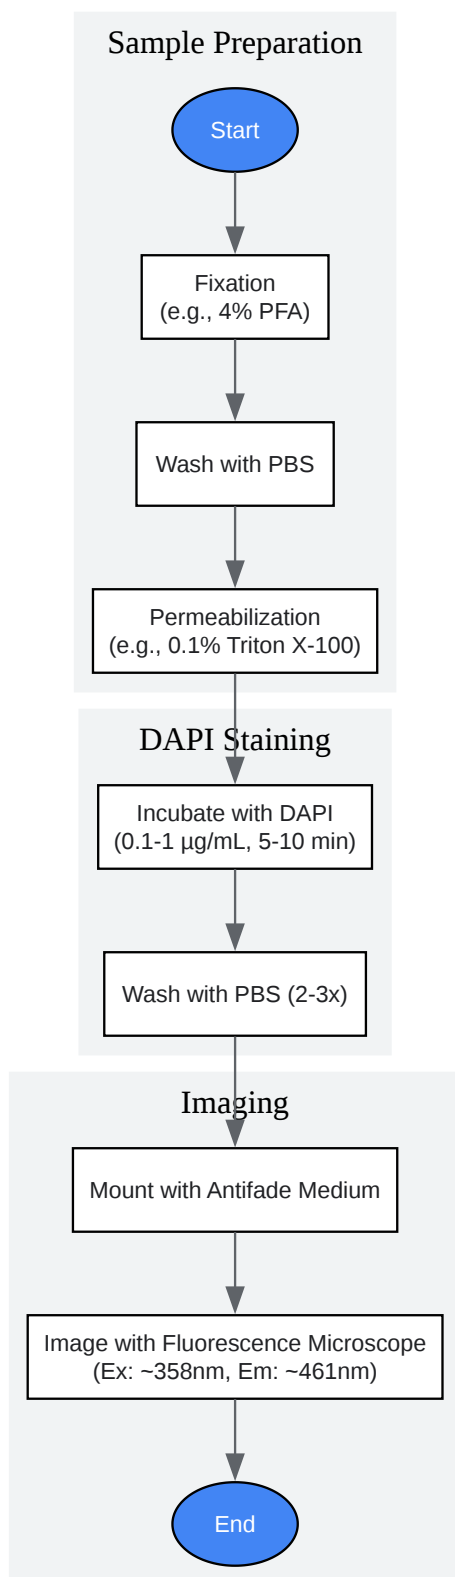 Sample Preparation
Start
Fixation
(e.g., 4% PFA)
Wash with PBS
Permeabilization
(e.g., 0.1% Triton X-100)
DAPI Staining
Incubate with DAPI
(0.1-1 µg/mL, 5-10 min)
Wash with PBS (2-3x)
Imaging
Mount with Antifade Medium
Image with Fluorescence Microscope
(Ex: ~358nm, Em: ~461nm)
End